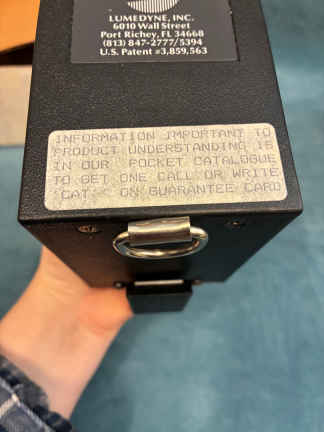 LUMEDYNE, INC.
6010 Wall Street
Port Richey, FL 34668
(813) 847-2777/5394
U.S. Patent #3,859,563
INFORMATION IMPORTANT TO
PRODUCT UNDERSTANDING IS
IN OUR POCKET CATALOGUE
TO GET ONE CALL OR WRITE
"CAT." ON GUARANTEE CARD